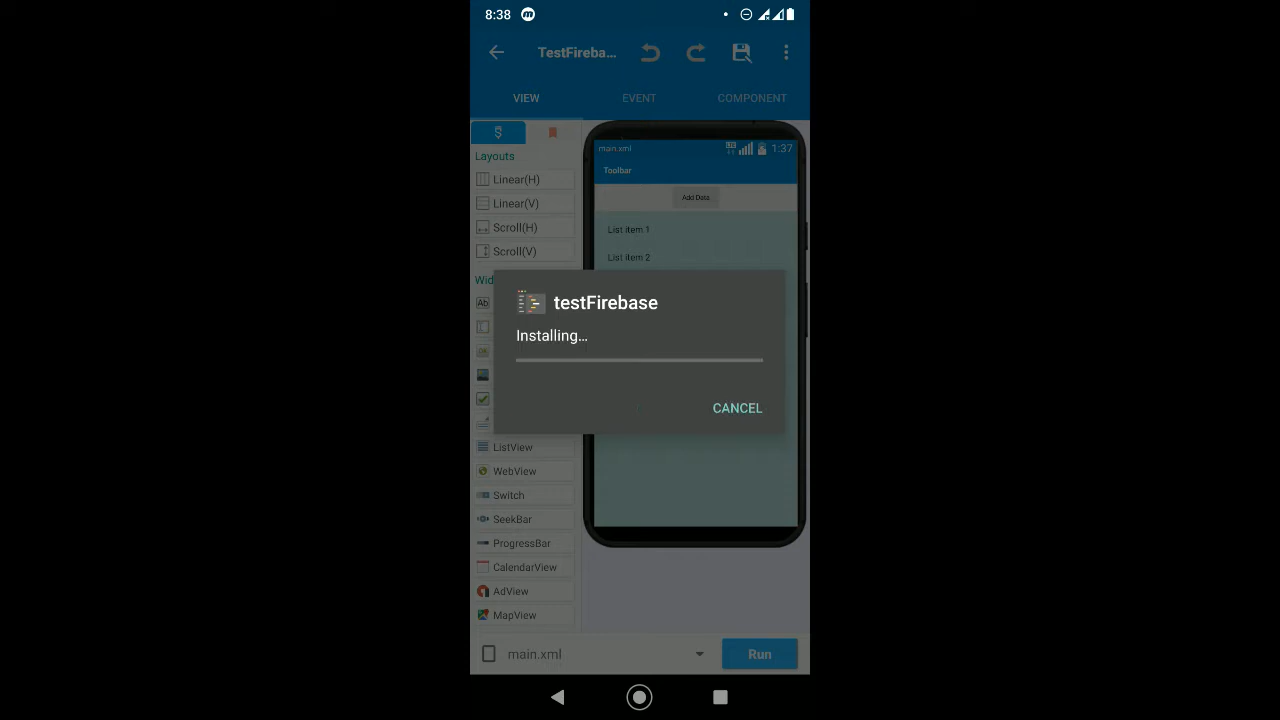 8:38
TestFireba...
VIEW
EVENT
COMPONENT
Layouts
Linear(H)
Linear(V)
Scroll(H)
Scroll(V)
Wid
Ab
ListView
WebView
Switch
SeekBar
ProgressBar
CalendarView
AdView
MapView
main.xml
1:37
Toolbar
Add Data
List item 1
List item 2
testFirebase
Installing...
CANCEL
main.xml
Run